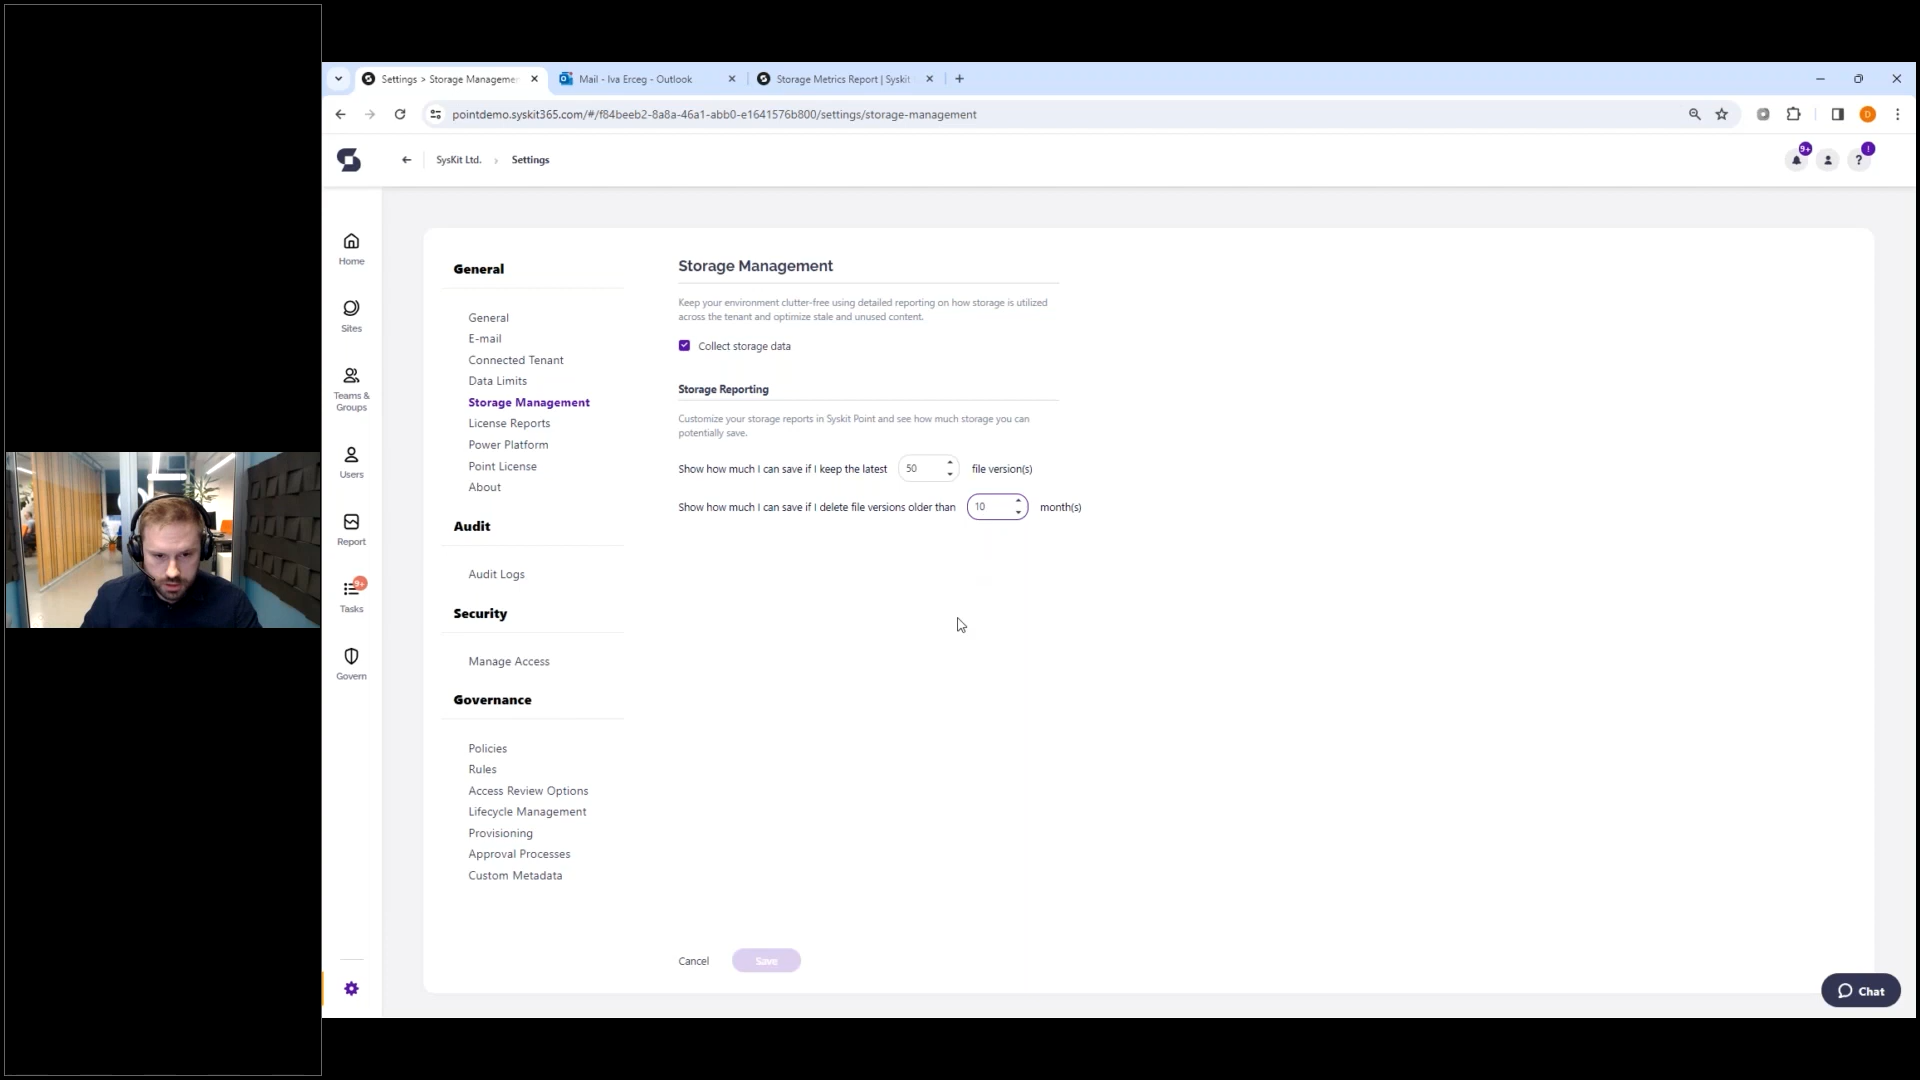 Settings > Storage Manageme
Mail - Iva Erceg - Outlook
Storage Metrics Report | Syskit
pointdemo.syskit365.com/#/f84beeb2-8a8a-46a1-abb0-e1641576b800/settings/storage-management
D
SysKit Ltd.
Settings
9+
!
?
Home
Sites
Teams &
Groups
Users
Report
9+
Tasks
Govern
General
General
E-mail
Connected Tenant
Data Limits
Storage Management
License Reports
Power Platform
Point License
About
Audit
Audit Logs
Security
Manage Access
Governance
Policies
Rules
Access Review Options
Lifecycle Management
Provisioning
Approval Processes
Custom Metadata
Storage Management
Keep your environment clutter-free using detailed reporting on how storage is utilized
across the tenant and optimize stale and unused content.
Collect storage data
Storage Reporting
Customize your storage reports in Syskit Point and see how much storage you can
potentially save.
Show how much I can save if I keep the latest 50 file version(s)
Show how much I can save if I delete file versions older than 10 month(s)
Cancel
Save
Chat